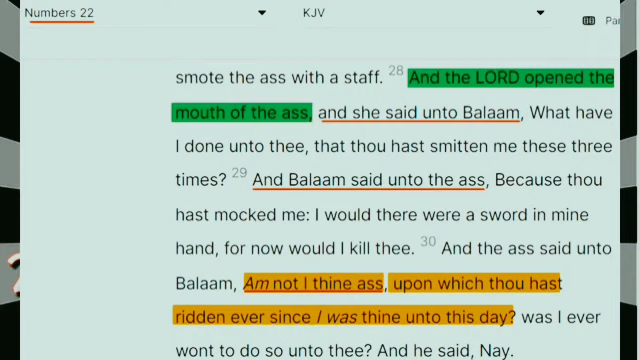 Numbers 22 KJV
smote the ass with a staff. 28 And the LORD opened the
mouth of the ass, and she said unto Balaam, What have
I done unto thee, that thou hast smitten me these three
times? 29 And Balaam said unto the ass, Because thou
hast mocked me: I would there were a sword in mine
hand, for now would I kill thee. 30 And the ass said unto
Balaam, Am not I thine ass, upon which thou hast
ridden ever since I was thine unto this day? was I ever
wont to do so unto thee? And he said, Nay.